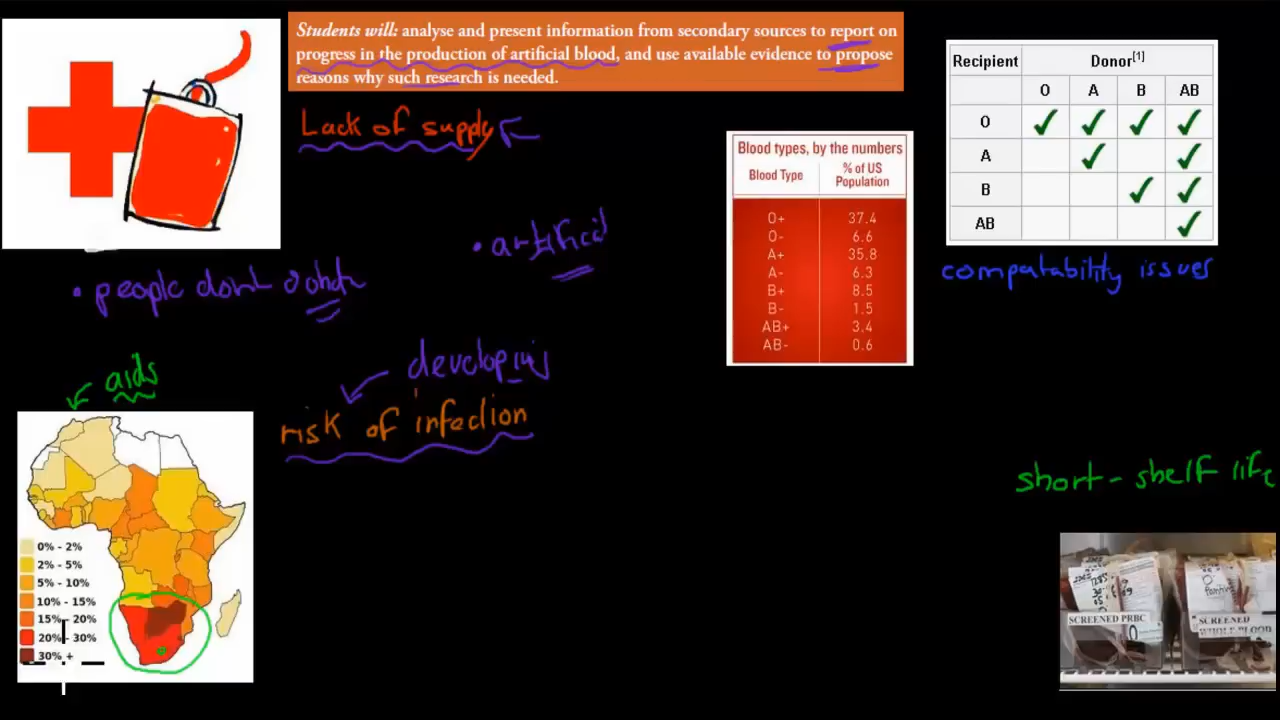 Students will: analyse and present information from secondary sources to report on
progress in the production of artificial blood, and use available evidence to propose
reasons why such research is needed.
Lack of supply
• artificial
• people dont donate
Blood types, by the numbers
Blood Type % of US Population
O+ 37.4
O- 6.6
A+ 35.8
A- 6.3
B+ 8.5
B- 1.5
AB+ 3.4
AB- 0.6
Recipient Donor[1]
O A B AB
O ✓ ✓ ✓ ✓
A ✓ ✓
B ✓ ✓
AB ✓
compatability issues
aids
developing
risk of infection
0% - 2%
2% - 5%
5% - 10%
10% - 15%
15% - 20%
20% - 30%
30% +
short - shelf life
SCREENED PRBC
SCREENED
WHOLE BLOOD